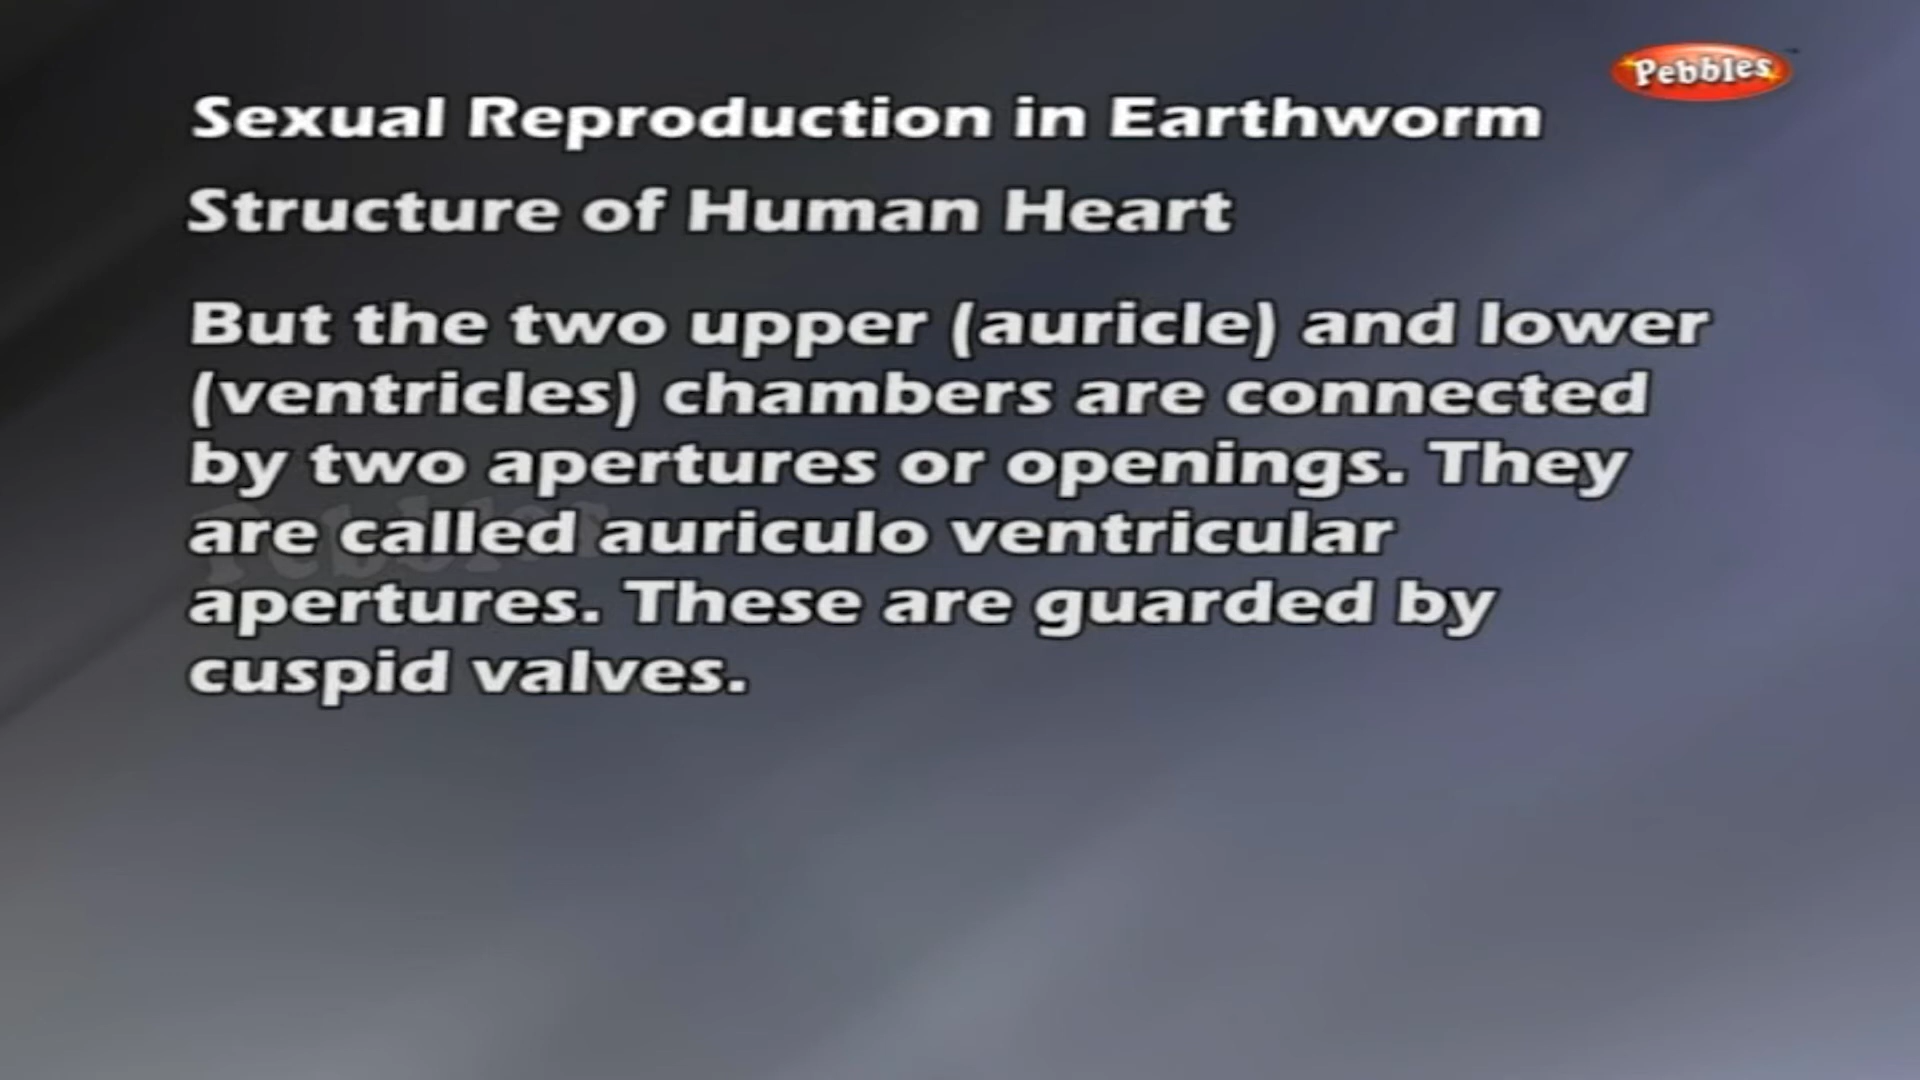 Pebbles
Sexual Reproduction in Earthworm
Structure of Human Heart
But the two upper (auricle) and lower
(ventricles) chambers are connected
by two apertures or openings. They
are called auriculo ventricular
apertures. These are guarded by
cuspid valves.
Pebbles